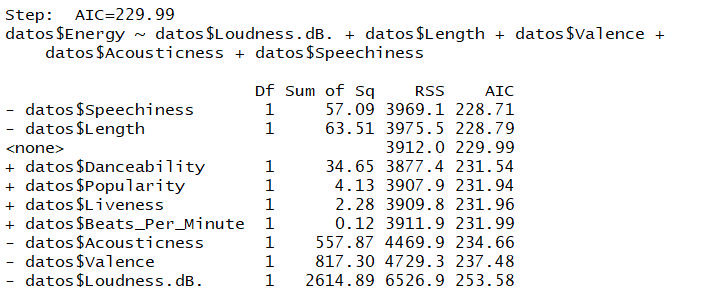 Step:  AIC=229.99
datos$Energy ~ datos$Loudness.dB. + datos$Length + datos$Valence +
    datos$Acousticness + datos$Speechiness

                         Df Sum of Sq    RSS    AIC
- datos$Speechiness       1     57.09 3969.1 228.71
- datos$Length            1     63.51 3975.5 228.79
<none>                                3912.0 229.99
+ datos$Danceability      1     34.65 3877.4 231.54
+ datos$Popularity        1      4.13 3907.9 231.94
+ datos$Liveness          1      2.28 3909.8 231.96
+ datos$Beats_Per_Minute  1      0.12 3911.9 231.99
- datos$Acousticness      1    557.87 4469.9 234.66
- datos$Valence           1    817.30 4729.3 237.48
- datos$Loudness.dB.      1   2614.89 6526.9 253.58